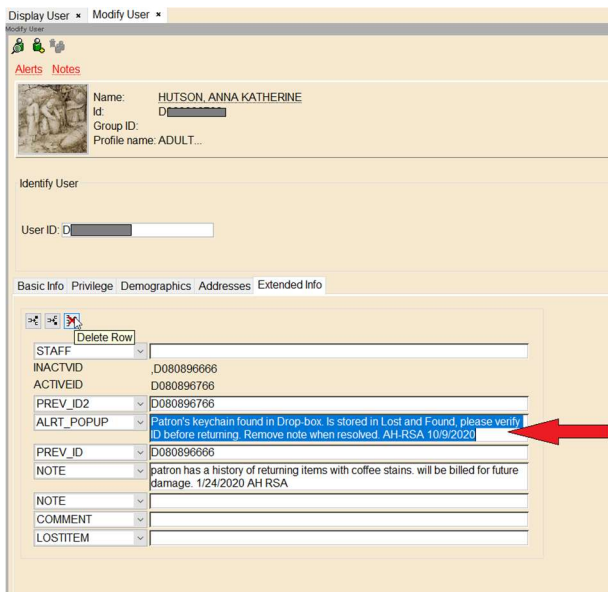 Display User × Modify User ×
Modify User
Alerts Notes
Name: HUTSON, ANNA KATHERINE
Id: D
Group ID:
Profile name: ADULT...
Identify User
User ID: D
Basic Info Privilege Demographics Addresses Extended Info
Delete Row
STAFF
INACTVID ,D080896666
ACTIVEID D080896766
PREV_ID2 D080896766
ALRT_POPUP Patron's keychain found in Drop-box. Is stored in Lost and Found, please verify
ID before returning. Remove note when resolved. AH-RSA 10/9/2020
PREV_ID D080896666
NOTE patron has a history of returning items with coffee stains. will be billed for future
damage. 1/24/2020 AH RSA
NOTE
COMMENT
LOSTITEM